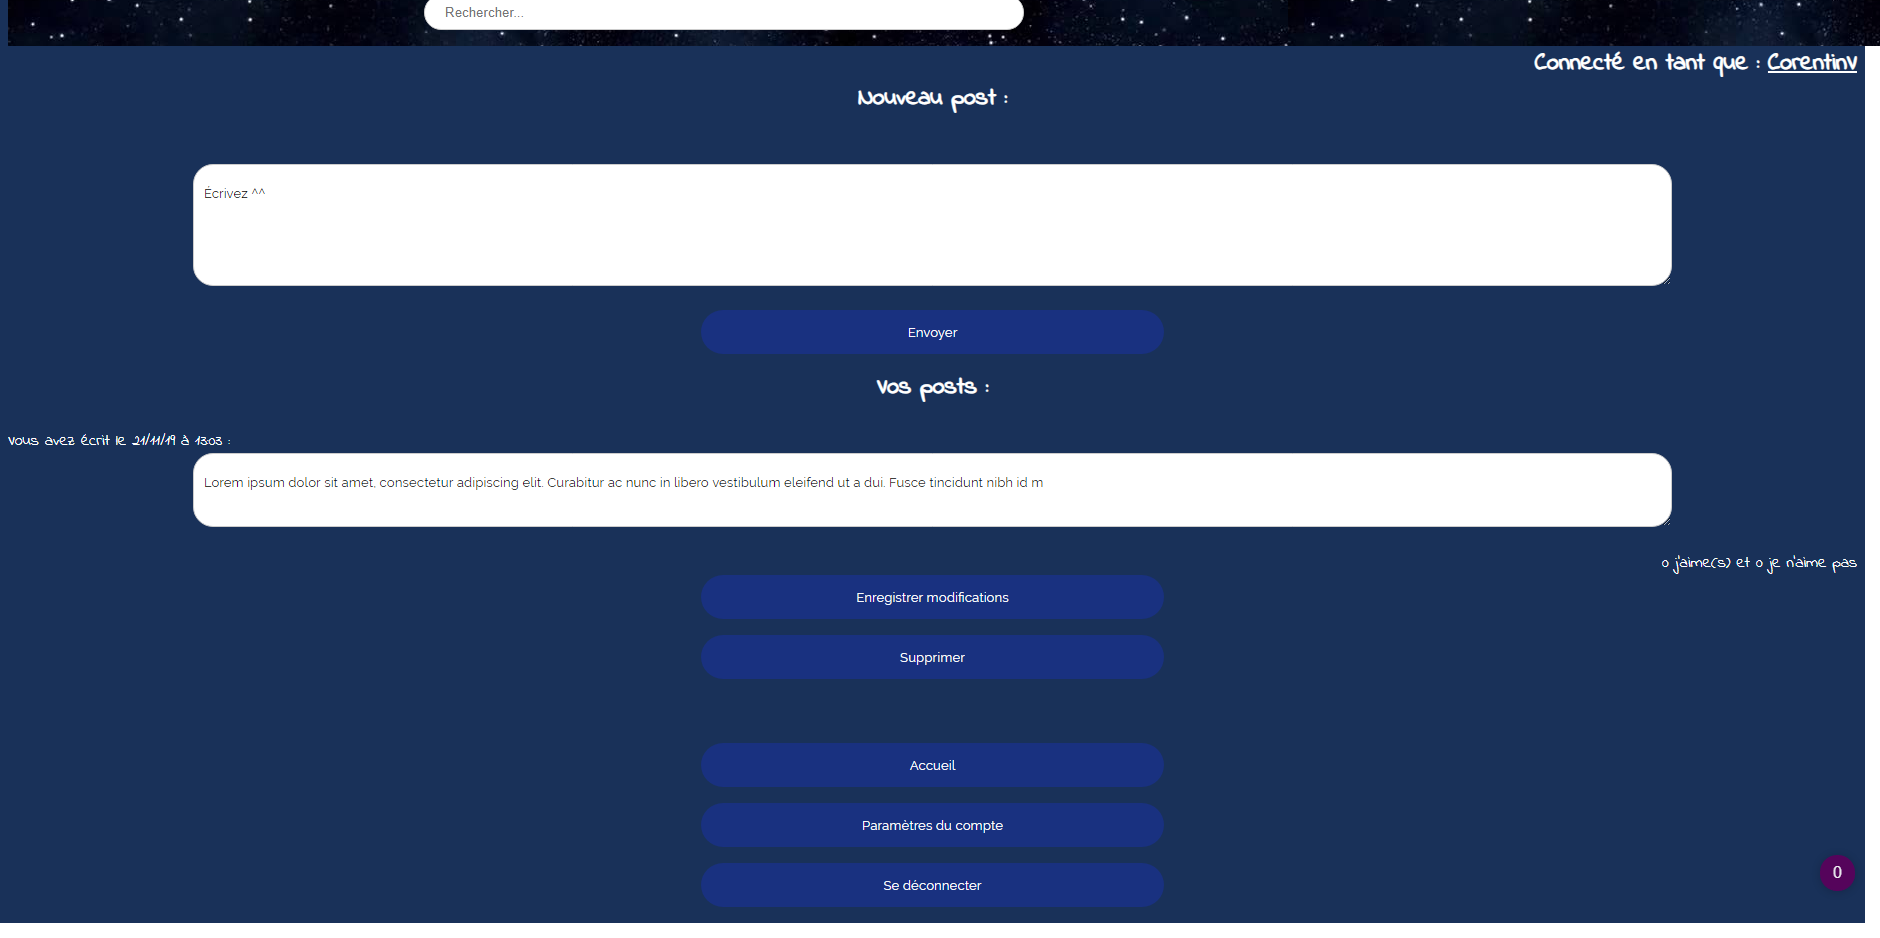 Rechercher...
Connecté en tant que : CorentinV
Nouveau post :
Écrivez ^^
Envoyer
Vos posts :
Vous avez écrit le 21/11/19 à 13:03 :
Lorem ipsum dolor sit amet, consectetur adipiscing elit. Curabitur ac nunc in libero vestibulum eleifend ut a dui. Fusce tincidunt nibh id m
0 j'aime(s) et 0 je n'aime pas
Enregistrer modifications
Supprimer
Accueil
Paramètres du compte
Se déconnecter
0